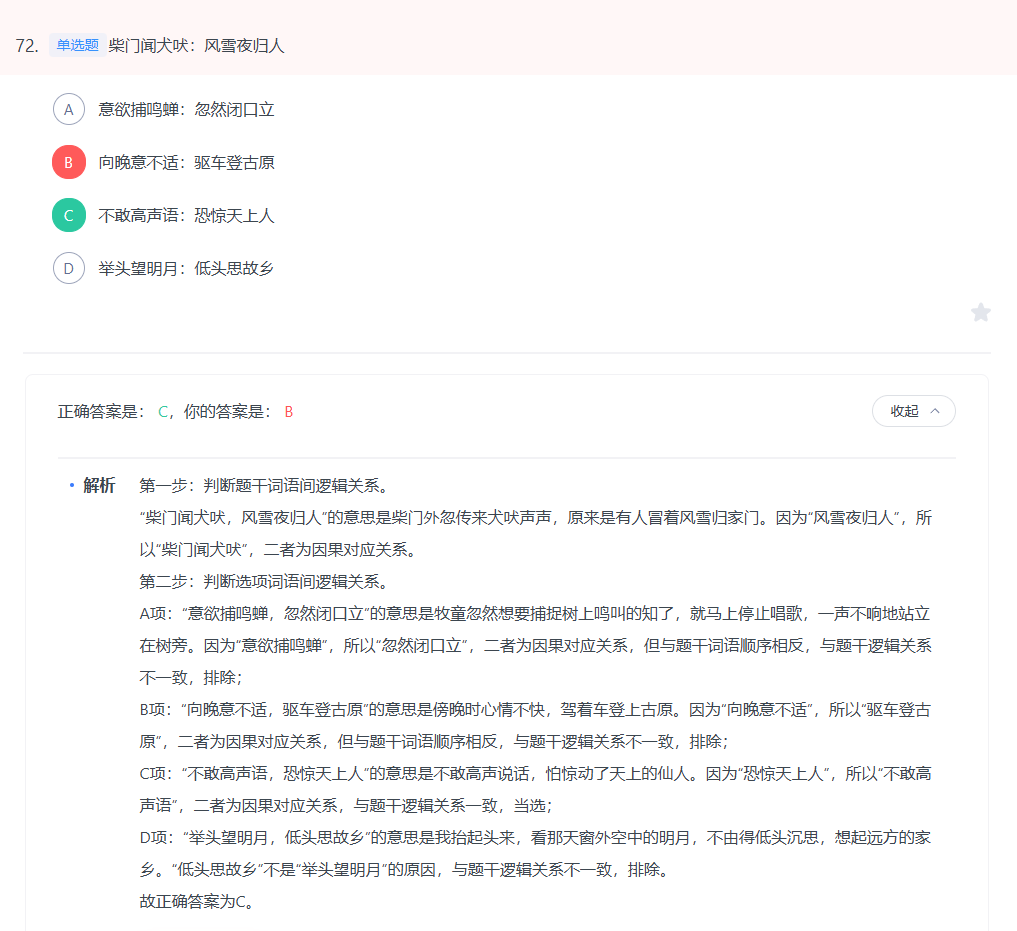 72. 单选题 柴门闻犬吠：风雪夜归人
A 意欲捕鸣蝉：忽然闭口立
B 向晚意不适：驱车登古原
C 不敢高声语：恐惊天上人
D 举头望明月：低头思故乡
正确答案是： C，你的答案是： B
收起
• 解析 第一步：判断题干词语间逻辑关系。
“柴门闻犬吠，风雪夜归人”的意思是柴门外忽传来犬吠声声，原来是有人冒着风雪归家门。因为“风雪夜归人”，所
以“柴门闻犬吠”，二者为因果对应关系。
第二步：判断选项词语间逻辑关系。
A项：“意欲捕鸣蝉，忽然闭口立”的意思是牧童忽然想要捕捉树上鸣叫的知了，就马上停止唱歌，一声不响地站立
在树旁。因为“意欲捕鸣蝉”，所以“忽然闭口立”，二者为因果对应关系，但与题干词语顺序相反，与题干逻辑关系
不一致，排除；
B项：“向晚意不适，驱车登古原”的意思是傍晚时心情不快，驾着车登上古原。因为“向晚意不适”，所以“驱车登古
原”，二者为因果对应关系，但与题干词语顺序相反，与题干逻辑关系不一致，排除；
C项：“不敢高声语，恐惊天上人”的意思是不敢高声说话，怕惊动了天上的仙人。因为“恐惊天上人”，所以“不敢高
声语”，二者为因果对应关系，与题干逻辑关系一致，当选；
D项：“举头望明月，低头思故乡”的意思是我抬起头来，看那天窗外空中的明月，不由得低头沉思，想起远方的家
乡。“低头思故乡”不是“举头望明月”的原因，与题干逻辑关系不一致，排除。
故正确答案为C。